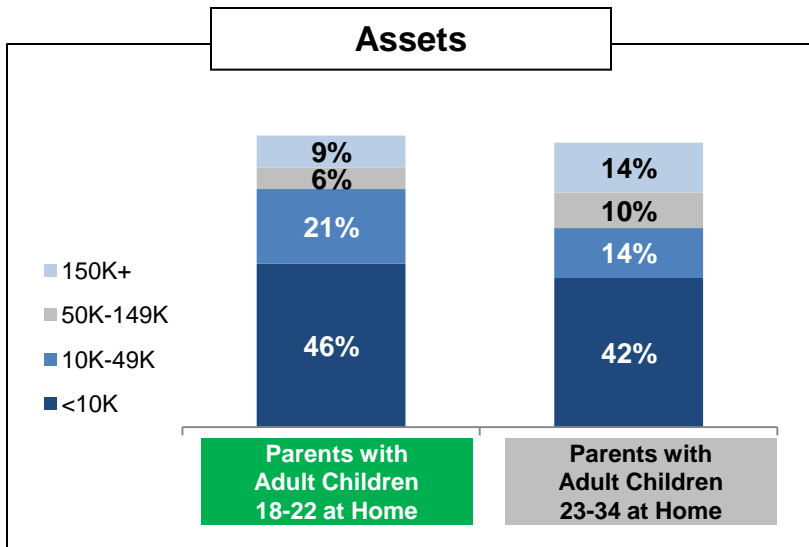 Assets
9%
6%
21%
46%
14%
10%
14%
42%
150K+
50K-149K
10K-49K
<10K
Parents with
Adult Children
18-22 at Home
Parents with
Adult Children
23-34 at Home